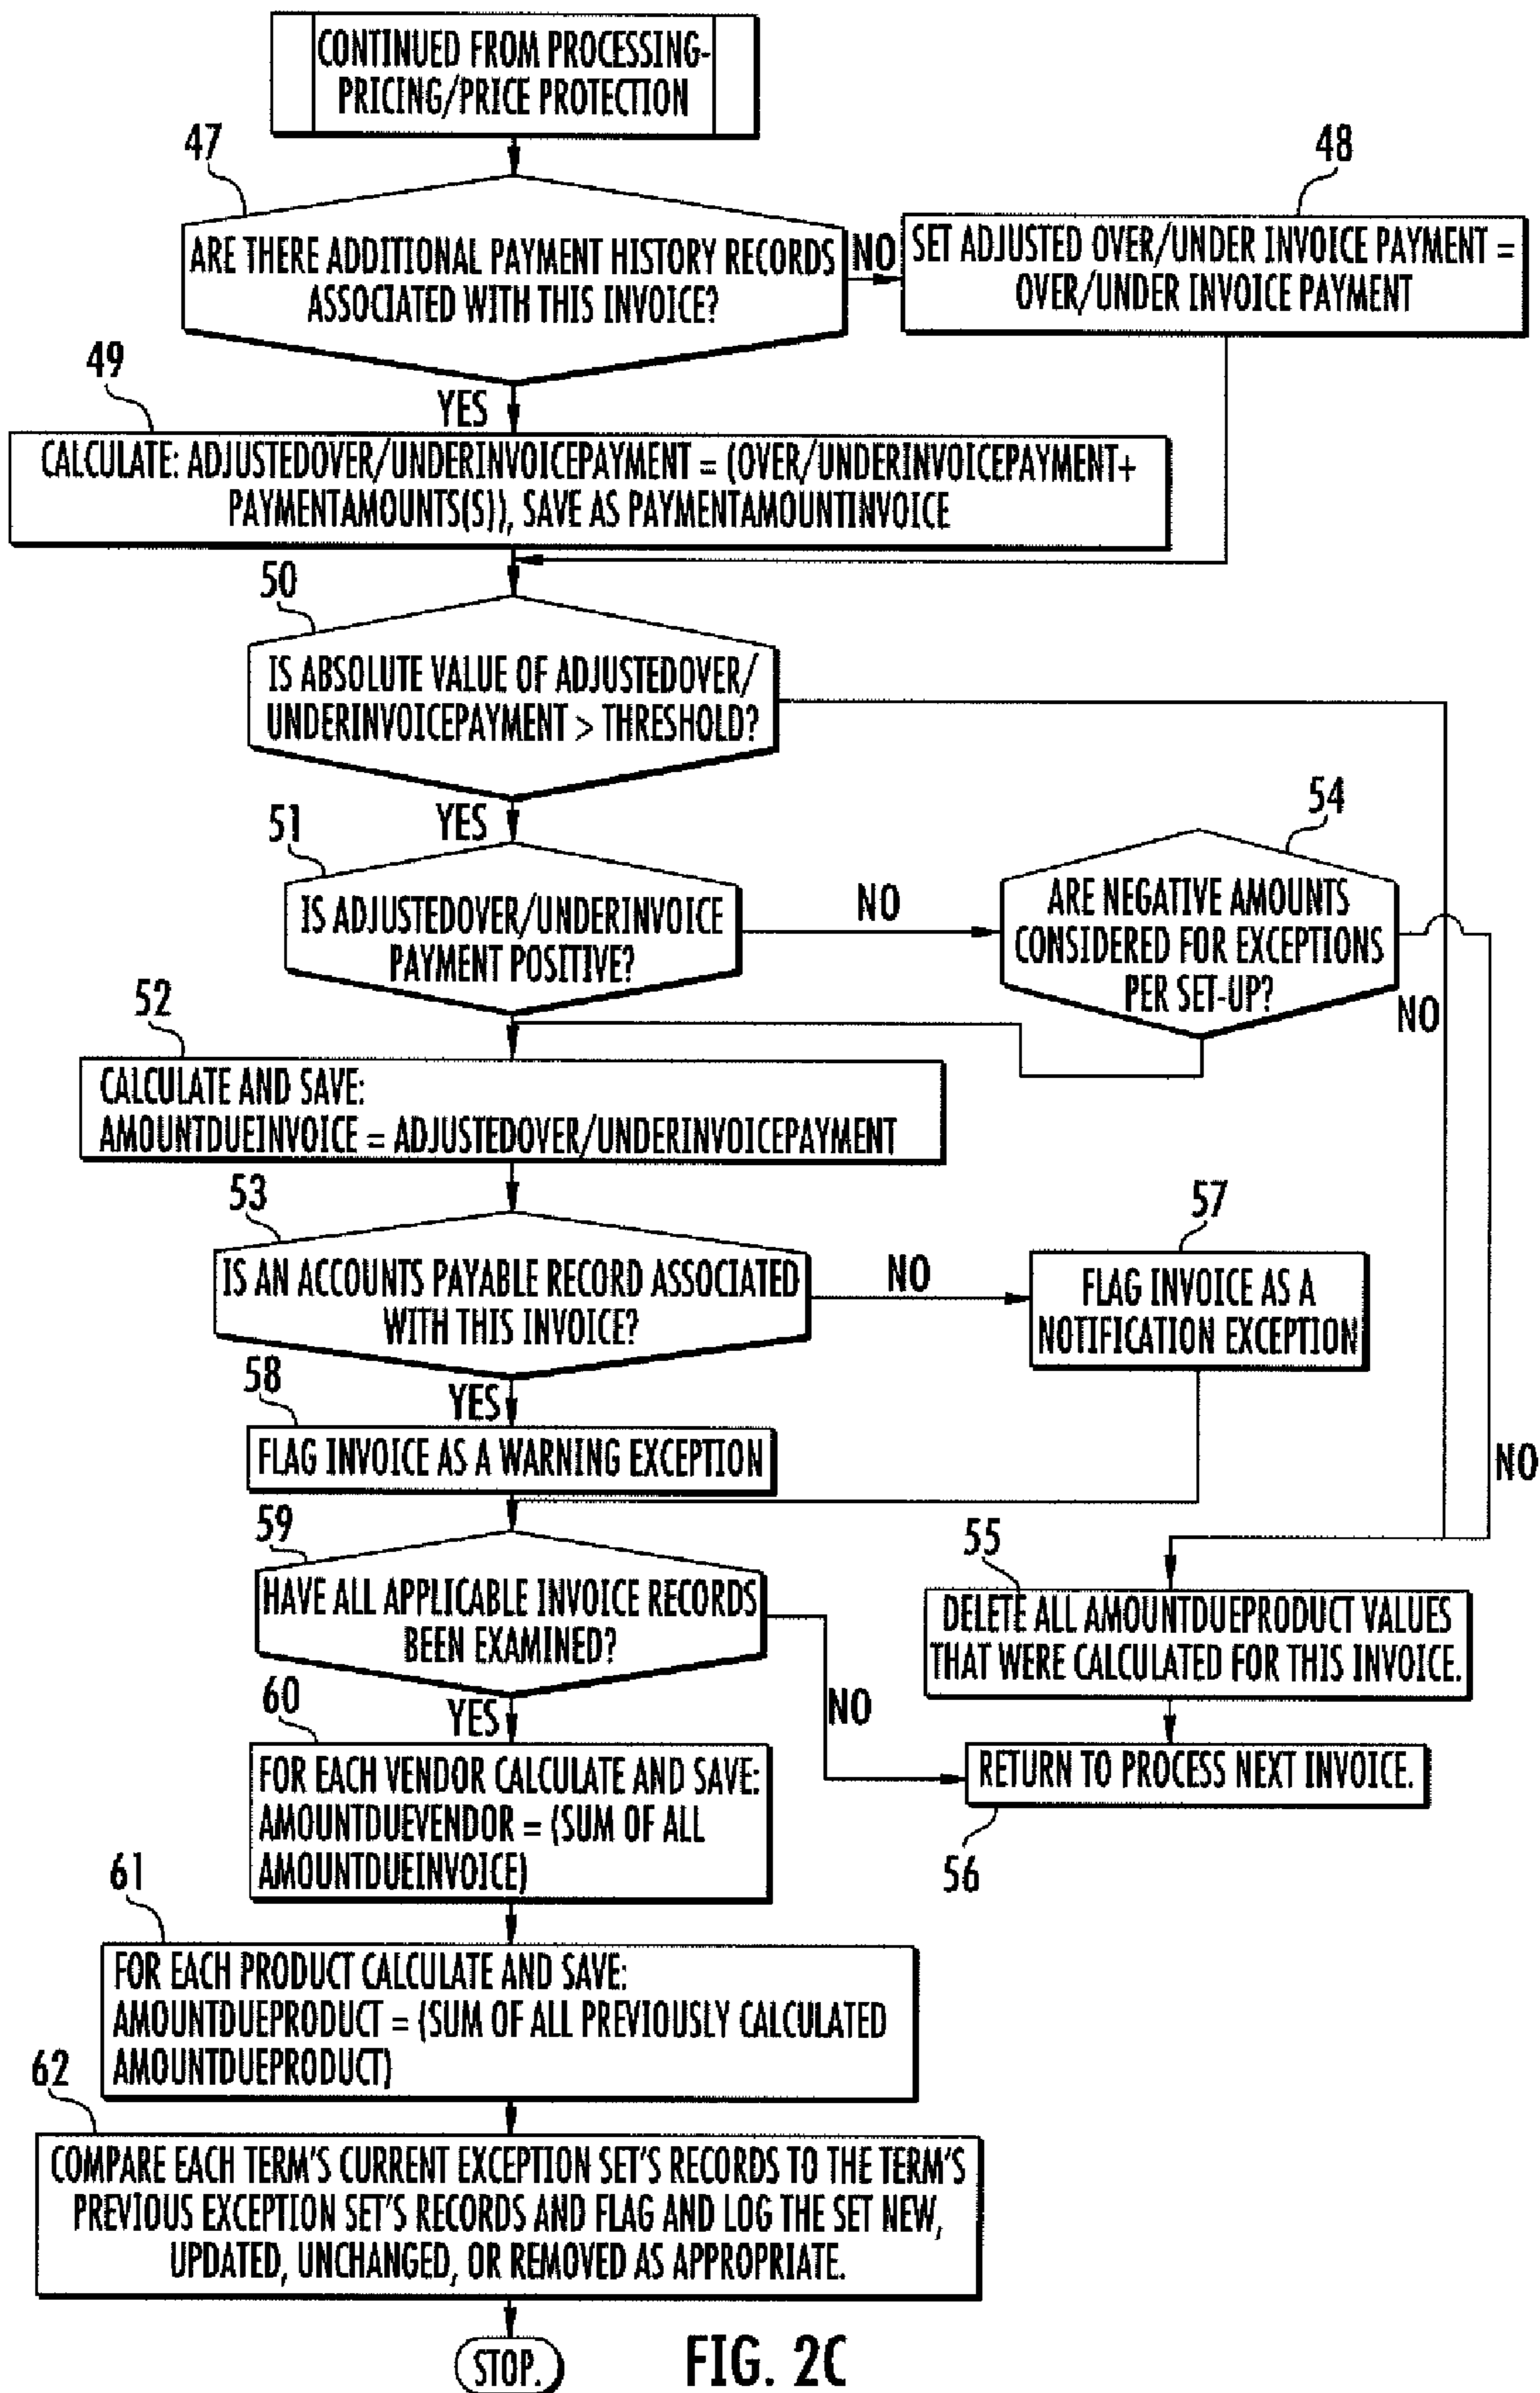 CONTINUED FROM PROCESSING-
PRICING/PRICE PROTECTION
47
48
ARE THERE ADDITIONAL PAYMENT HISTORY RECORDS
ASSOCIATED WITH THIS INVOICE?
NO
SET ADJUSTED OVER/UNDER INVOICE PAYMENT =
OVER/UNDER INVOICE PAYMENT
49
YES
CALCULATE: ADJUSTEDOVER/UNDERINVOICEPAYMENT = (OVER/UNDERINVOICEPAYMENT+
PAYMENTAMOUNTS(S)), SAVE AS PAYMENTAMOUNTINVOICE
50
IS ABSOLUTE VALUE OF ADJUSTEDOVER/
UNDERINVOICEPAYMENT > THRESHOLD?
YES
51
IS ADJUSTEDOVER/UNDERINVOICE
PAYMENT POSITIVE?
NO
54
ARE NEGATIVE AMOUNTS
CONSIDERED FOR EXCEPTIONS
PER SET-UP?
NO
52
CALCULATE AND SAVE:
AMOUNTDUEINVOICE = ADJUSTEDOVER/UNDERINVOICEPAYMENT
53
IS AN ACCOUNTS PAYABLE RECORD ASSOCIATED
WITH THIS INVOICE?
NO
57
FLAG INVOICE AS A
NOTIFICATION EXCEPTION
58
YES
FLAG INVOICE AS A WARNING EXCEPTION
NO
59
HAVE ALL APPLICABLE INVOICE RECORDS
BEEN EXAMINED?
55
DELETE ALL AMOUNTDUEPRODUCT VALUES
THAT WERE CALCULATED FOR THIS INVOICE.
60
YES
NO
FOR EACH VENDOR CALCULATE AND SAVE:
AMOUNTDUEVENDOR = (SUM OF ALL
AMOUNTDUEINVOICE)
RETURN TO PROCESS NEXT INVOICE.
56
61
FOR EACH PRODUCT CALCULATE AND SAVE:
AMOUNTDUEPRODUCT = (SUM OF ALL PREVIOUSLY CALCULATED
AMOUNTDUEPRODUCT)
62
COMPARE EACH TERM'S CURRENT EXCEPTION SET'S RECORDS TO THE TERM'S
PREVIOUS EXCEPTION SET'S RECORDS AND FLAG AND LOG THE SET NEW,
UPDATED, UNCHANGED, OR REMOVED AS APPROPRIATE.
STOP.
FIG. 2C